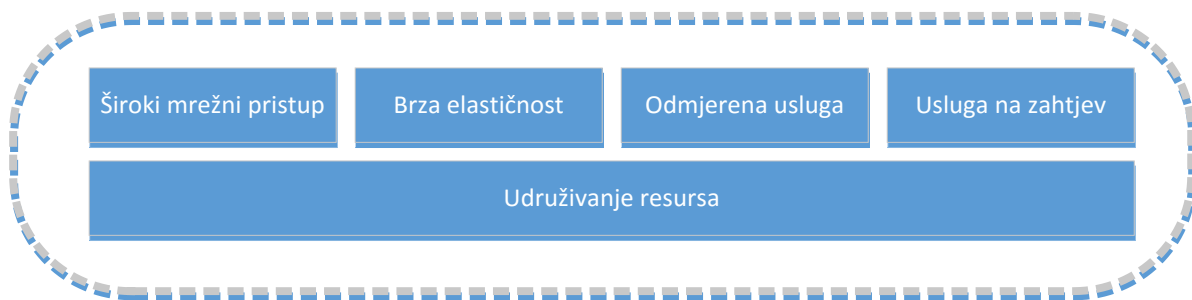 Široki mrežni pristup
Brza elastičnost
Odmjerena usluga
Usluga na zahtjev
Udruživanje resursa